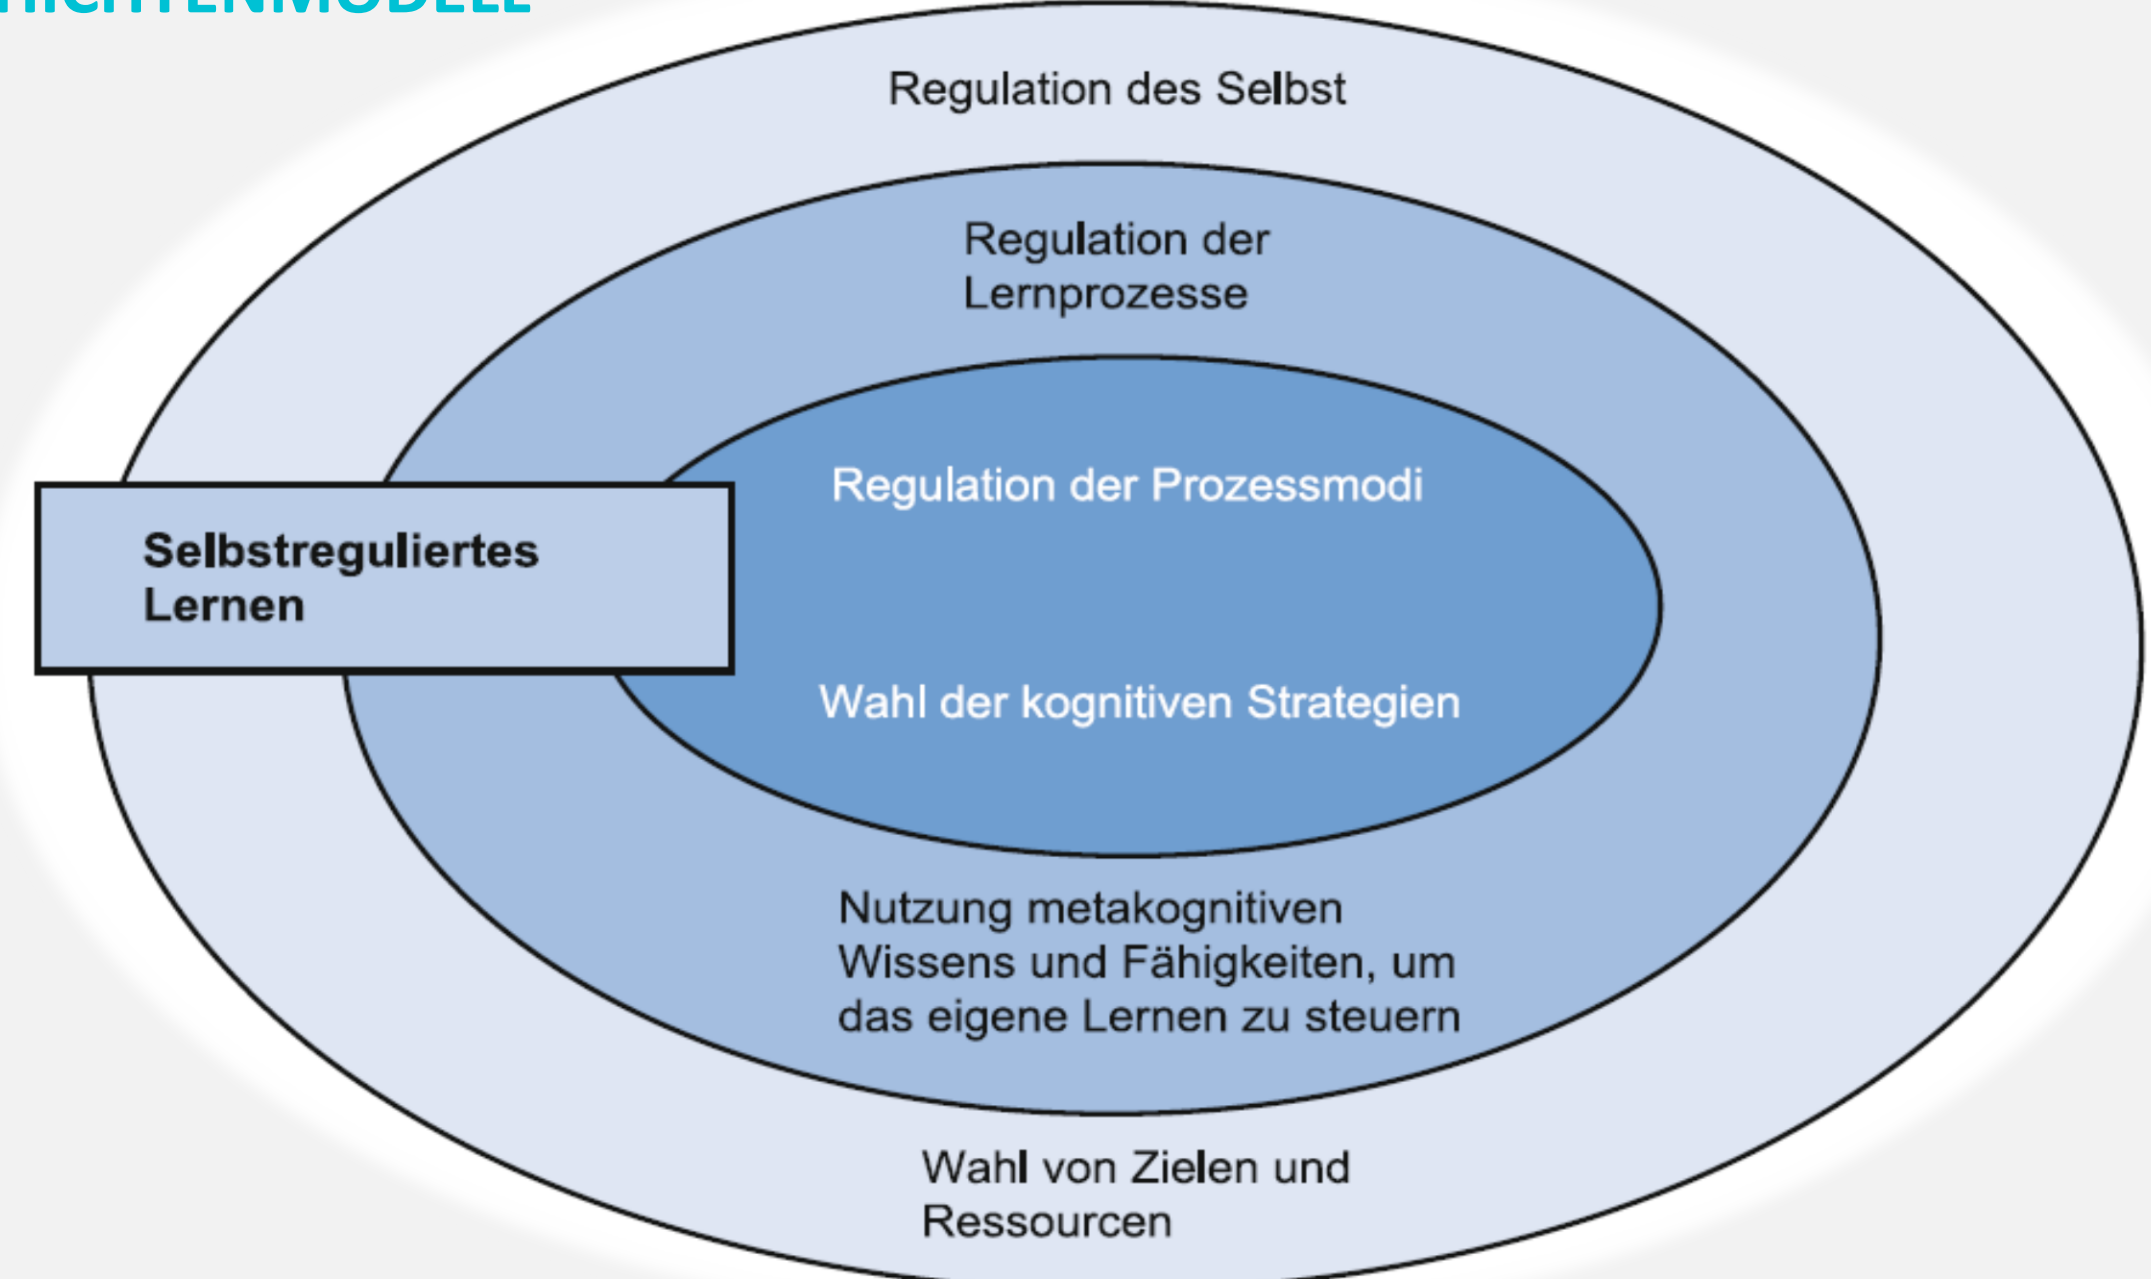 HICHTENMODELL
Regulation des Selbst
Regulation der
Lernprozesse
Regulation der Prozessmodi
Selbstreguliertes
Lernen
Wahl der kognitiven Strategien
Nutzung metakognitiven
Wissens und Fähigkeiten, um
das eigene Lernen zu steuern
Wahl von Zielen und
Ressourcen